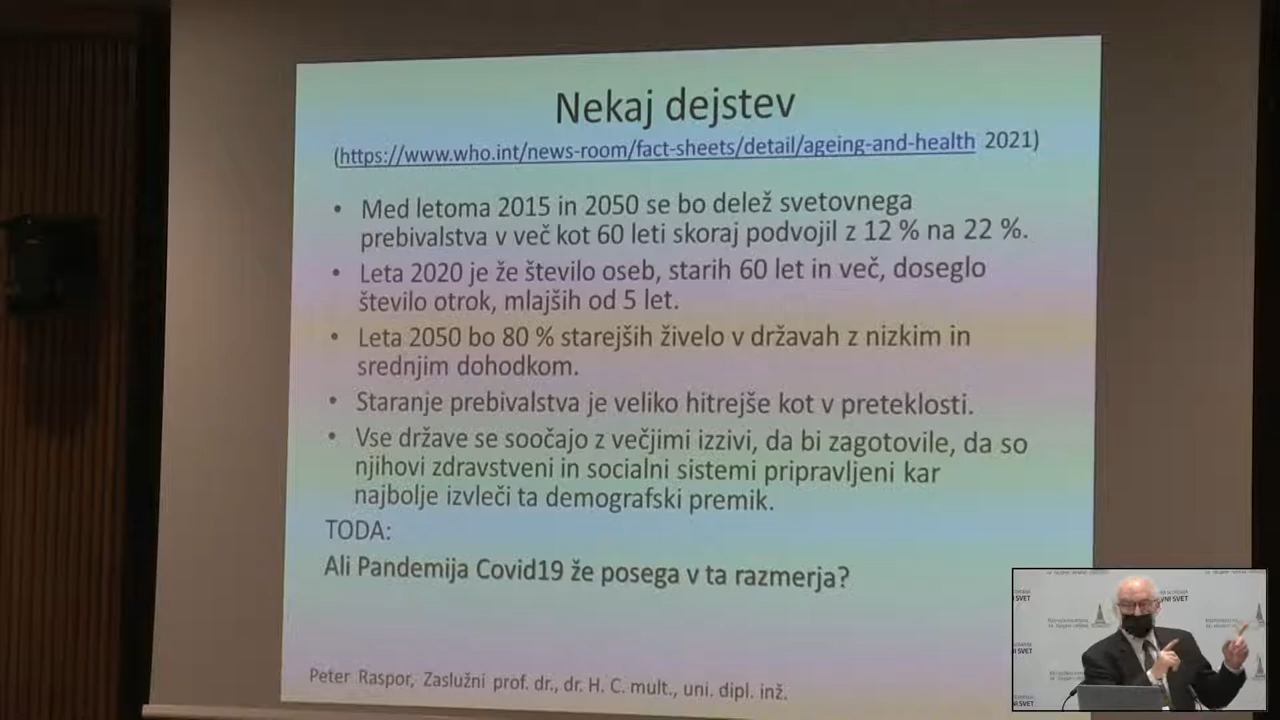 Nekaj dejstev
(https://www.who.int/news-room/fact-sheets/detail/ageing-and-health 2021)
• Med letoma 2015 in 2050 se bo delež svetovnega
prebivalstva v več kot 60 leti skoraj podvojil z 12 % na 22 %.
• Leta 2020 je že število oseb, starih 60 let in več, doseglo
število otrok, mlajših od 5 let.
• Leta 2050 bo 80 % starejših živelo v državah z nizkim in
srednjim dohodkom.
• Staranje prebivalstva je veliko hitrejše kot v preteklosti.
• Vse države se soočajo z večjimi izzivi, da bi zagotovile, da so
njihovi zdravstveni in socialni sistemi pripravljeni kar
najbolje izvleči ta demografski premik.
TODA:
Ali Pandemija Covid19 že posega v ta razmerja?
Peter Raspor, Zaslužni prof. dr., dr. H. C. mult., uni. dipl. inž.
SVET
VNI SVET